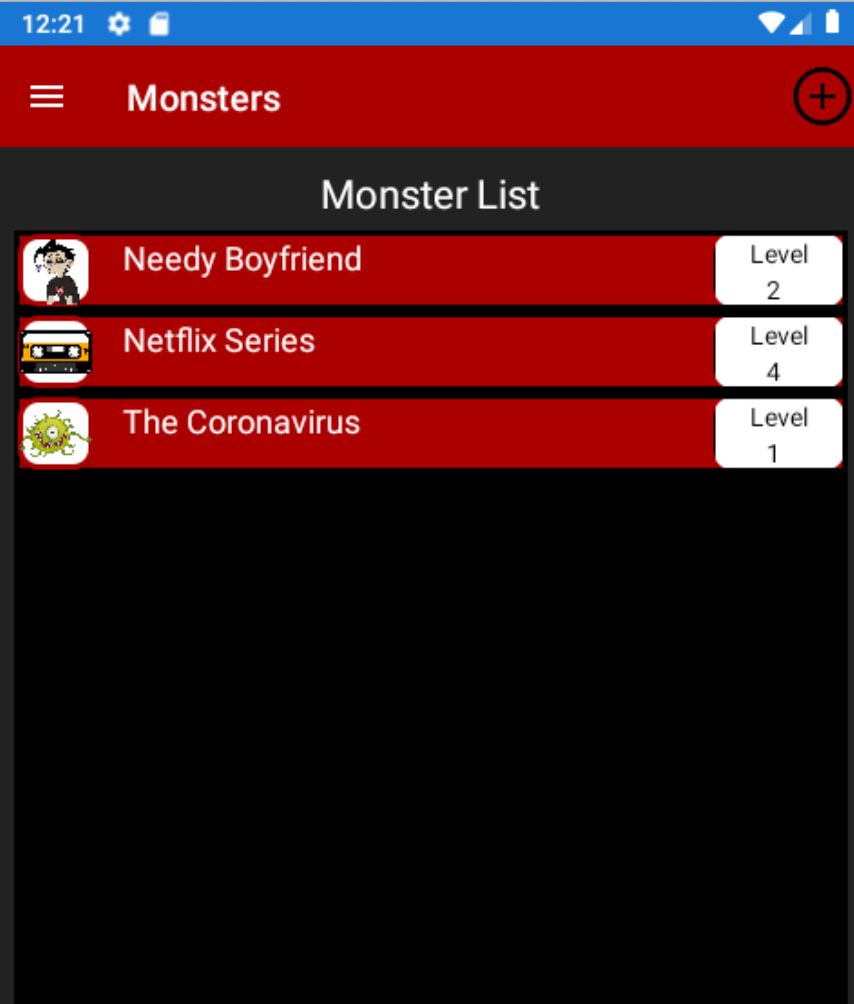 12:21
Monsters
Monster List
Needy Boyfriend
Level
2
Netflix Series
Level
4
The Coronavirus
Level
1